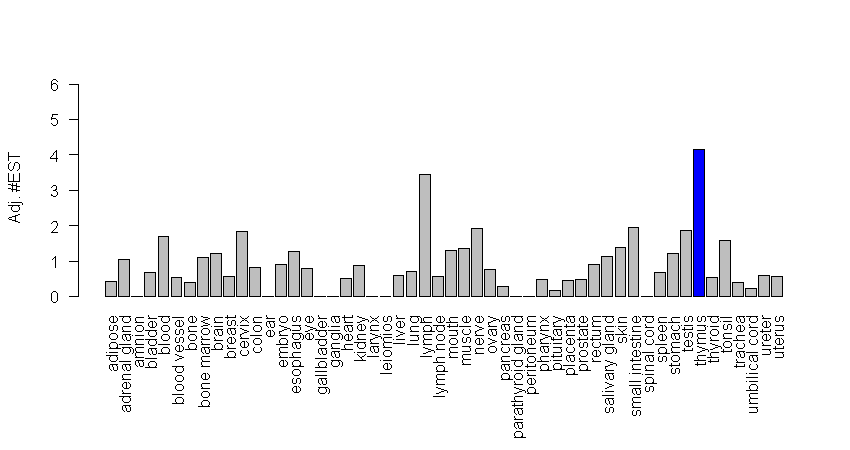 Adj. #EST
6
5
4
3
2
1
0
adipose
adrenal gland
amnion
bladder
blood
blood vessel
bone
bone marrow
brain
breast
cervix
colon
ear
embryo
esophagus
eye
gallbladder
ganglia
heart
kidney
larynx
leiomios
liver
lung
lymph
lymph node
mouth
muscle
nerve
ovary
pancreas
parathyroid gland
peritoneum
pharynx
pituitary
placenta
prostate
rectum
salivary gland
skin
small intestine
spinal cord
spleen
stomach
testis
thymus
thyroid
tonsil
trachea
umbilical cord
ureter
uterus